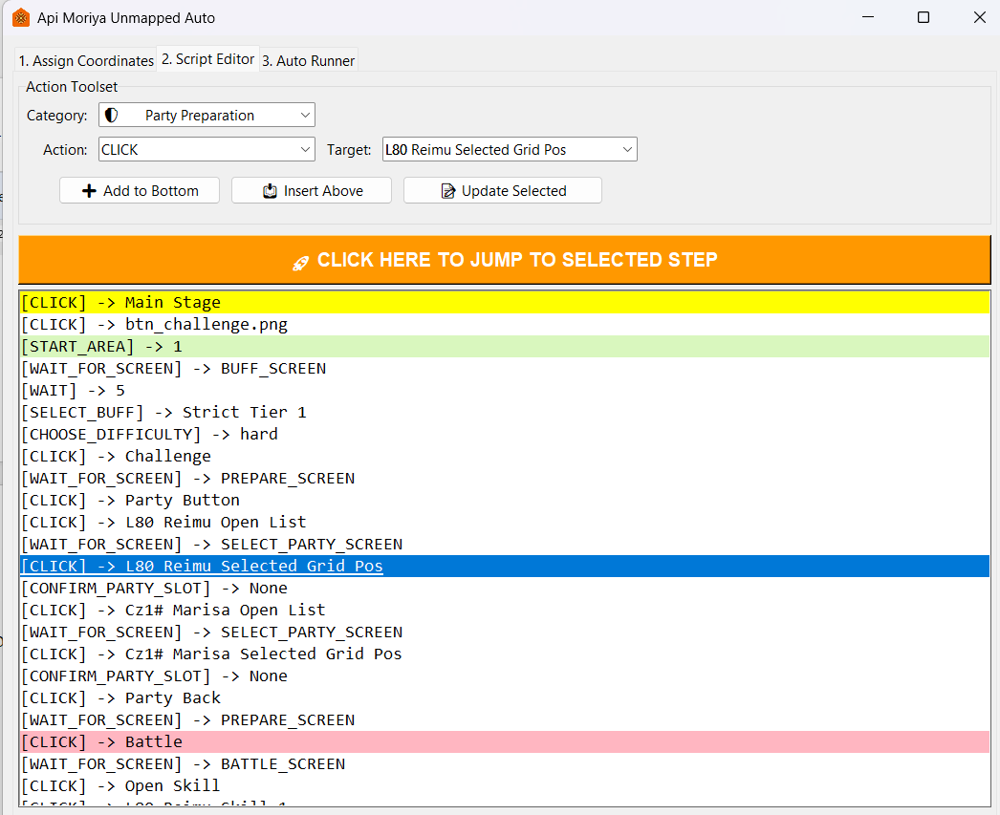 Api Moriya Unmapped Auto
1. Assign Coordinates 2. Script Editor 3. Auto Runner
Action Toolset
Category: Party Preparation
Action: CLICK Target: L80 Reimu Selected Grid Pos
Add to Bottom Insert Above Update Selected
CLICK HERE TO JUMP TO SELECTED STEP
[CLICK] -> Main Stage
[CLICK] -> btn_challenge.png
[START_AREA] -> 1
[WAIT_FOR_SCREEN] -> BUFF_SCREEN
[WAIT] -> 5
[SELECT_BUFF] -> Strict Tier 1
[CHOOSE_DIFFICULTY] -> hard
[CLICK] -> Challenge
[WAIT_FOR_SCREEN] -> PREPARE_SCREEN
[CLICK] -> Party Button
[CLICK] -> L80 Reimu Open List
[WAIT_FOR_SCREEN] -> SELECT_PARTY_SCREEN
[CLICK] -> L80 Reimu Selected Grid Pos
[CONFIRM_PARTY_SLOT] -> None
[CLICK] -> Cz1# Marisa Open List
[WAIT_FOR_SCREEN] -> SELECT_PARTY_SCREEN
[CLICK] -> Cz1# Marisa Selected Grid Pos
[CONFIRM_PARTY_SLOT] -> None
[CLICK] -> Party Back
[WAIT_FOR_SCREEN] -> PREPARE_SCREEN
[CLICK] -> Battle
[WAIT_FOR_SCREEN] -> BATTLE_SCREEN
[CLICK] -> Open Skill
[CLICK] -> L80 Reimu Skill 1